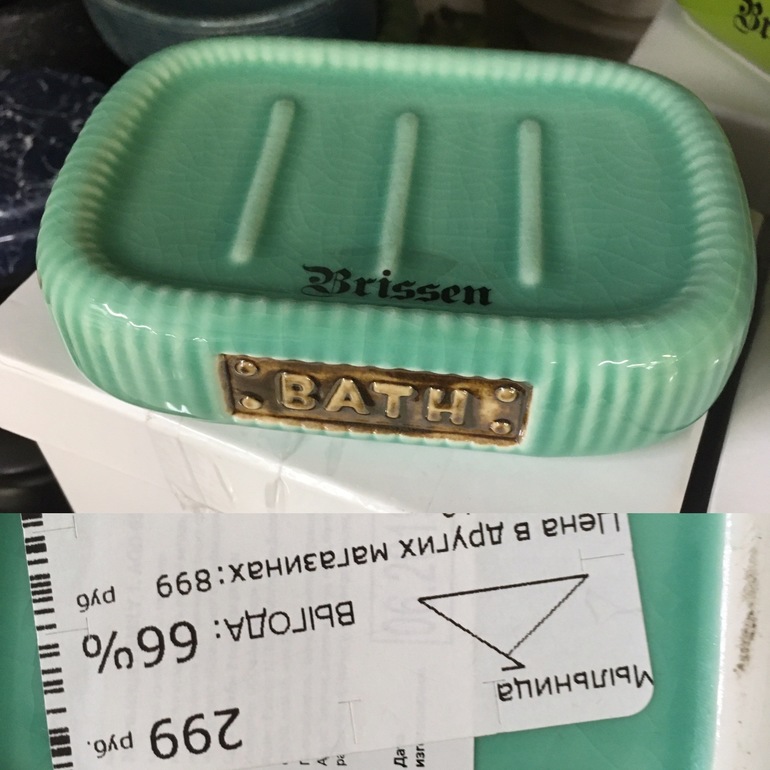 Brissen
BATH
Мыльница
299 руб.
ВЫГОДА: 66%
Цена в других магазинах:899 руб